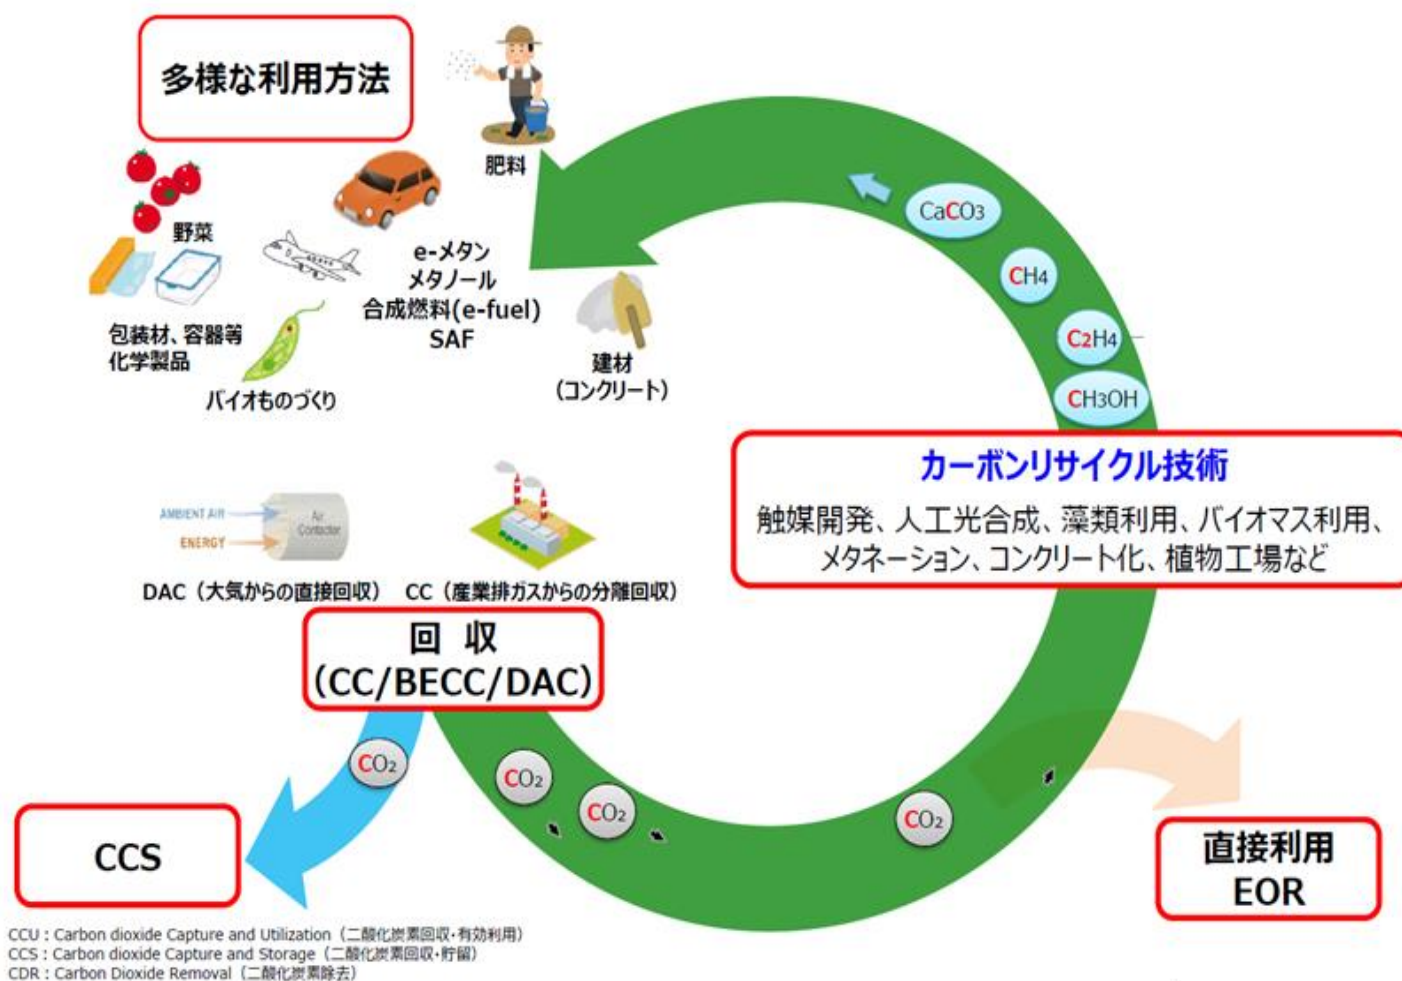 多様な利用方法
肥料
野菜
e-メタン
メタノール
合成燃料(e-fuel)
SAF
包装材、容器等
化学製品
バイオものづくり
建材
(コンクリート)
CaCO3
CH4
C2H4
CH3OH
カーボンリサイクル技術
触媒開発、人工光合成、藻類利用、バイオマス利用、
メタネーション、コンクリート化、植物工場など
AMBIENT AIR
ENERGY
Air
Contactor
DAC（大気からの直接回収） CC（産業排ガスからの分離回収）
回 収
(CC/BECC/DAC)
CO2
CO2
CO2
CO2
CCS
直接利用
EOR
CCU : Carbon dioxide Capture and Utilization（二酸化炭素回収・有効利用）
CCS : Carbon dioxide Capture and Storage（二酸化炭素回収・貯留）
CDR : Carbon Dioxide Removal（二酸化炭素除去）